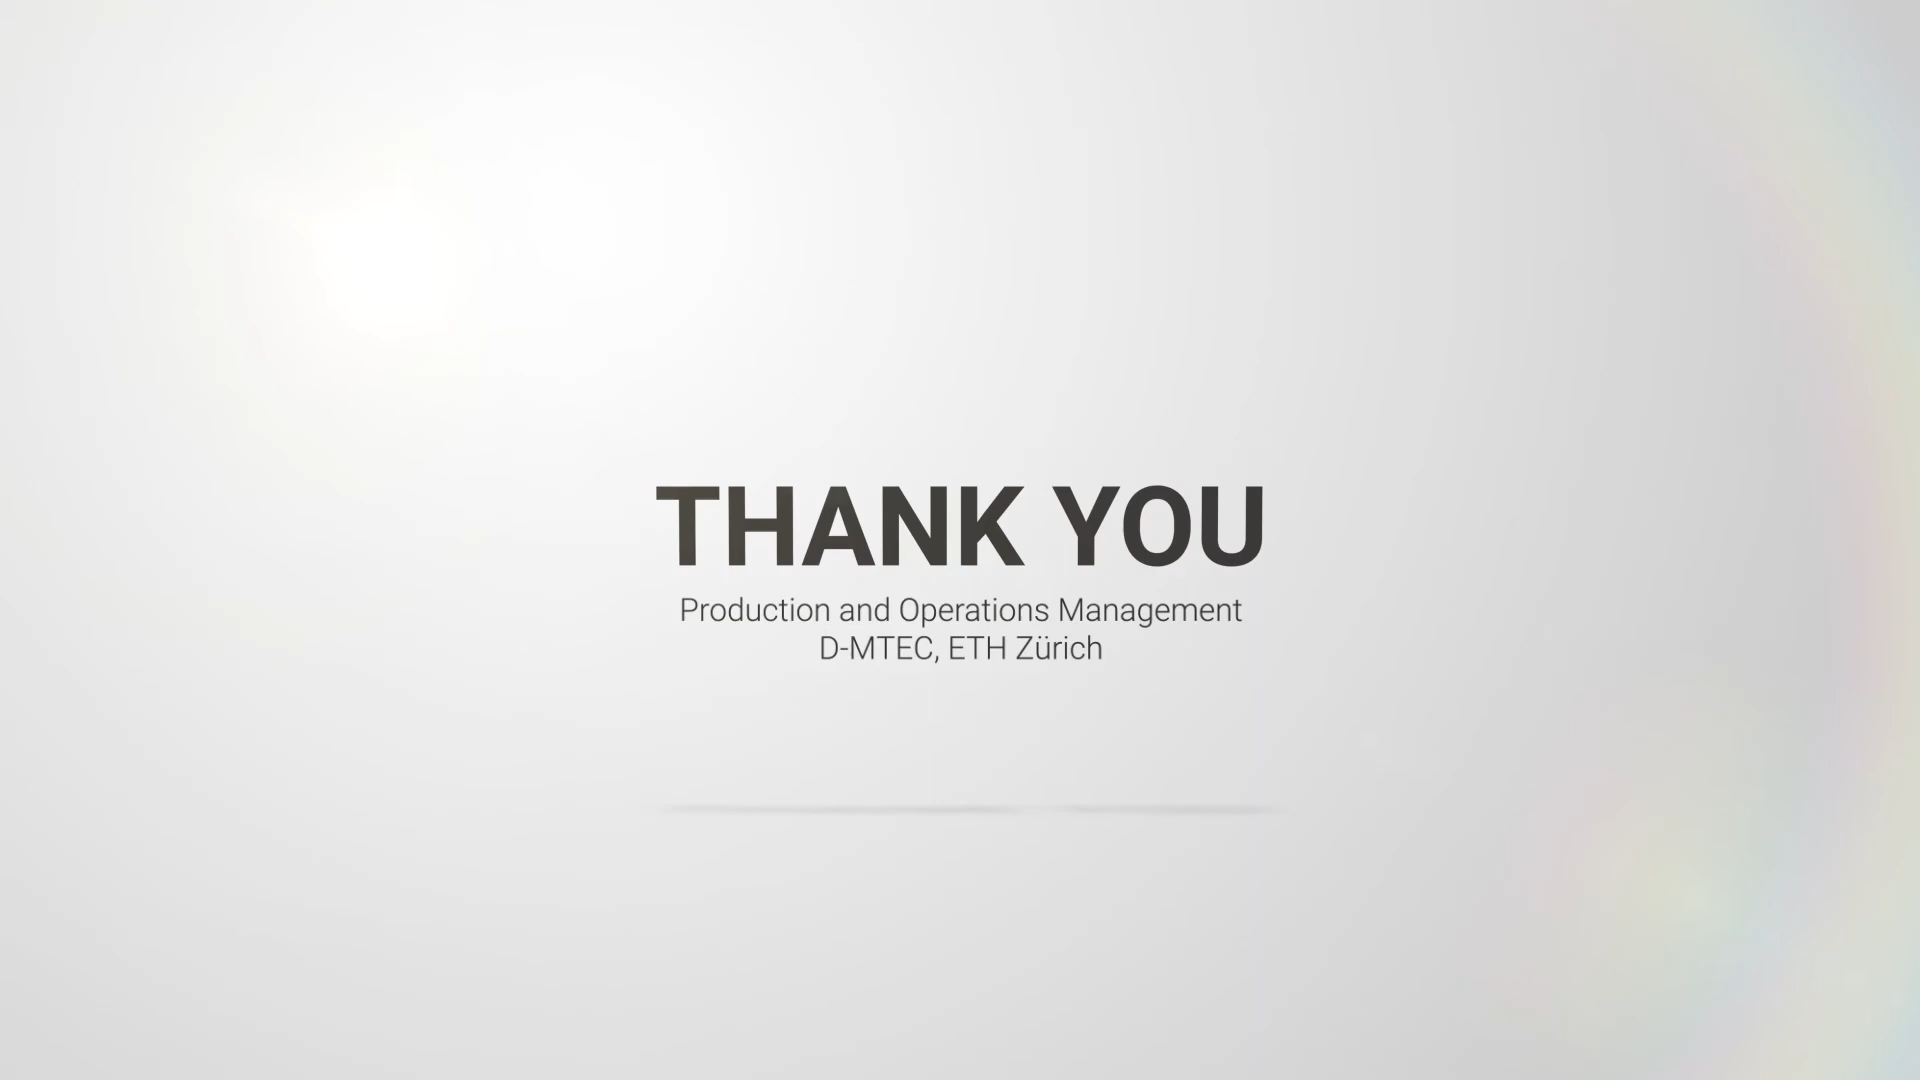 THANK YOU
Production and Operations Management
D-MTEC, ETH Zürich